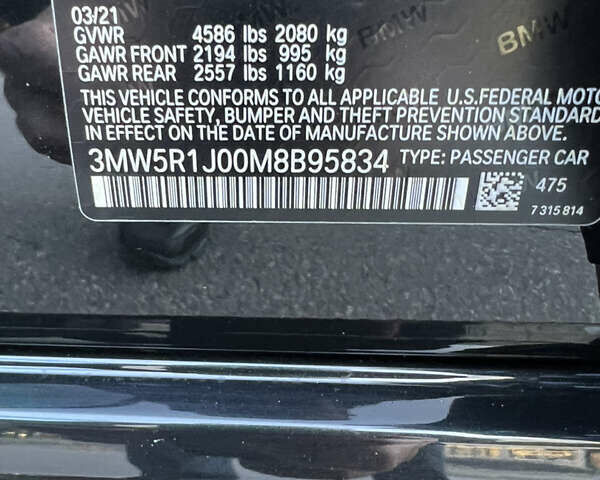 03/21
GVWR 4586 lbs 2080 kg
GAWR FRONT 2194 lbs 995 kg
GAWR REAR 2557 lbs 1160 kg
BMW
BMW
THIS VEHICLE CONFORMS TO ALL APPLICABLE U.S.FEDERAL MOTO
VEHICLE SAFETY, BUMPER AND THEFT PREVENTION STANDARD
IN EFFECT ON THE DATE OF MANUFACTURE SHOWN ABOVE.
3MW5R1J00M8B95834 TYPE: PASSENGER CAR
475
7 315 814